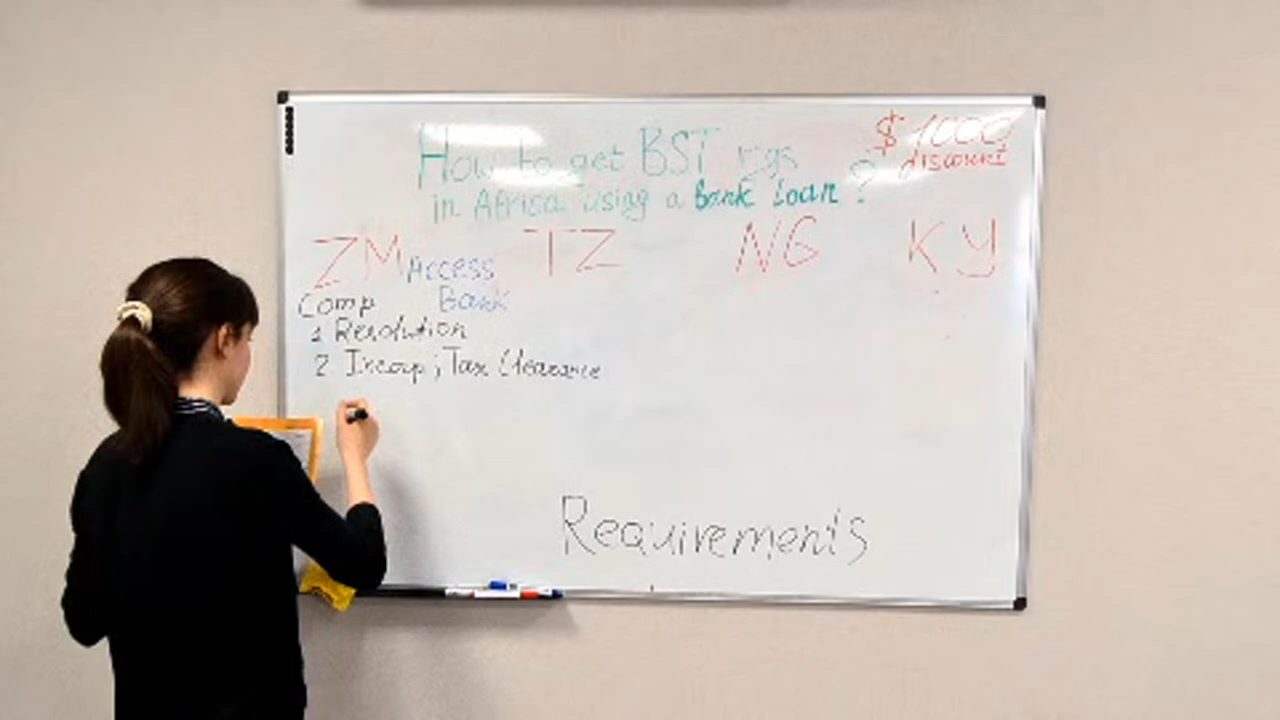 How to get BST rigs
in Africa using a Bank Loan ?
$ 1000
discount
ZM
TZ
NG
KY
Access
Bank
Comp
1 Resolution
2 Incorp ; Tax Clearance
Requirements